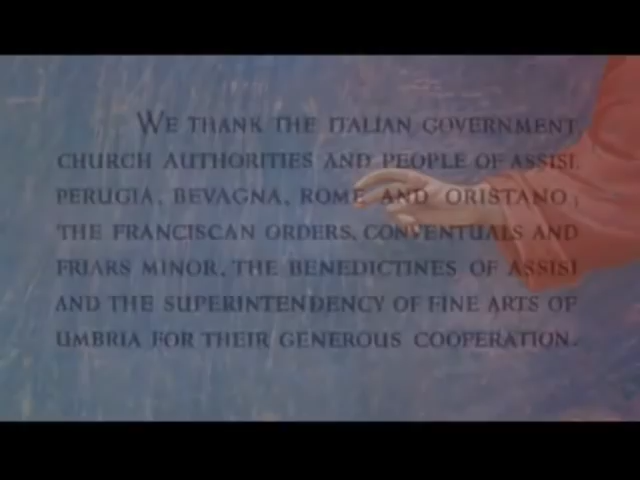 WE THANK THE ITALIAN GOVERNMENT,
CHURCH AUTHORITIES AND PEOPLE OF ASSISI,
PERUGIA, BEVAGNA, ROME AND ORISTANO;
THE FRANCISCAN ORDERS, CONVENTUALS AND
FRIARS MINOR, THE BENEDICTINES OF ASSISI
AND THE SUPERINTENDENCY OF FINE ARTS OF
UMBRIA FOR THEIR GENEROUS COOPERATION.